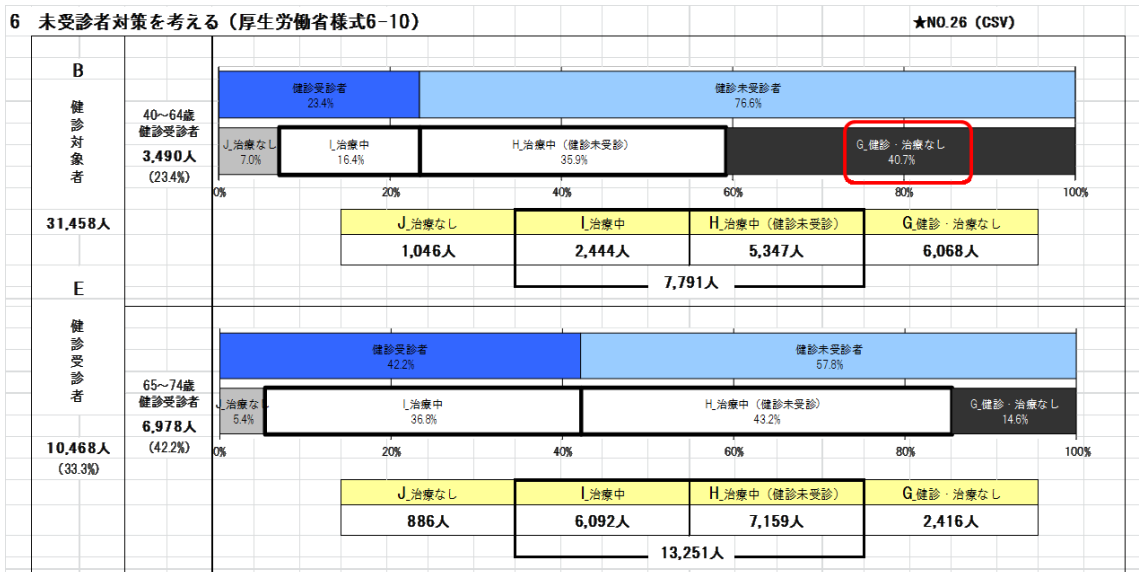 6 未受診者対策を考える（厚生労働省様式6-10）
★NO.26（CSV）
B
健診対象者
31,458人
40～64歳
健診受診者
3,490人
(23.4%)
健診受診者
23.4%
健診未受診者
76.6%
J_治療なし
7.0%
I_治療中
16.4%
H_治療中（健診未受診）
35.9%
G_健診・治療なし
40.7%
0% 20% 40% 60% 80% 100%
J_治療なし I_治療中 H_治療中（健診未受診） G_健診・治療なし
1,046人 2,444人 5,347人 6,068人
7,791人
E
健診受診者
10,468人
(33.3%)
65～74歳
健診受診者
6,978人
(42.2%)
健診受診者
42.2%
健診未受診者
57.8%
J_治療なし
5.4%
I_治療中
36.8%
H_治療中（健診未受診）
43.2%
G_健診・治療なし
14.6%
0% 20% 40% 60% 80% 100%
J_治療なし I_治療中 H_治療中（健診未受診） G_健診・治療なし
886人 6,092人 7,159人 2,416人
13,251人